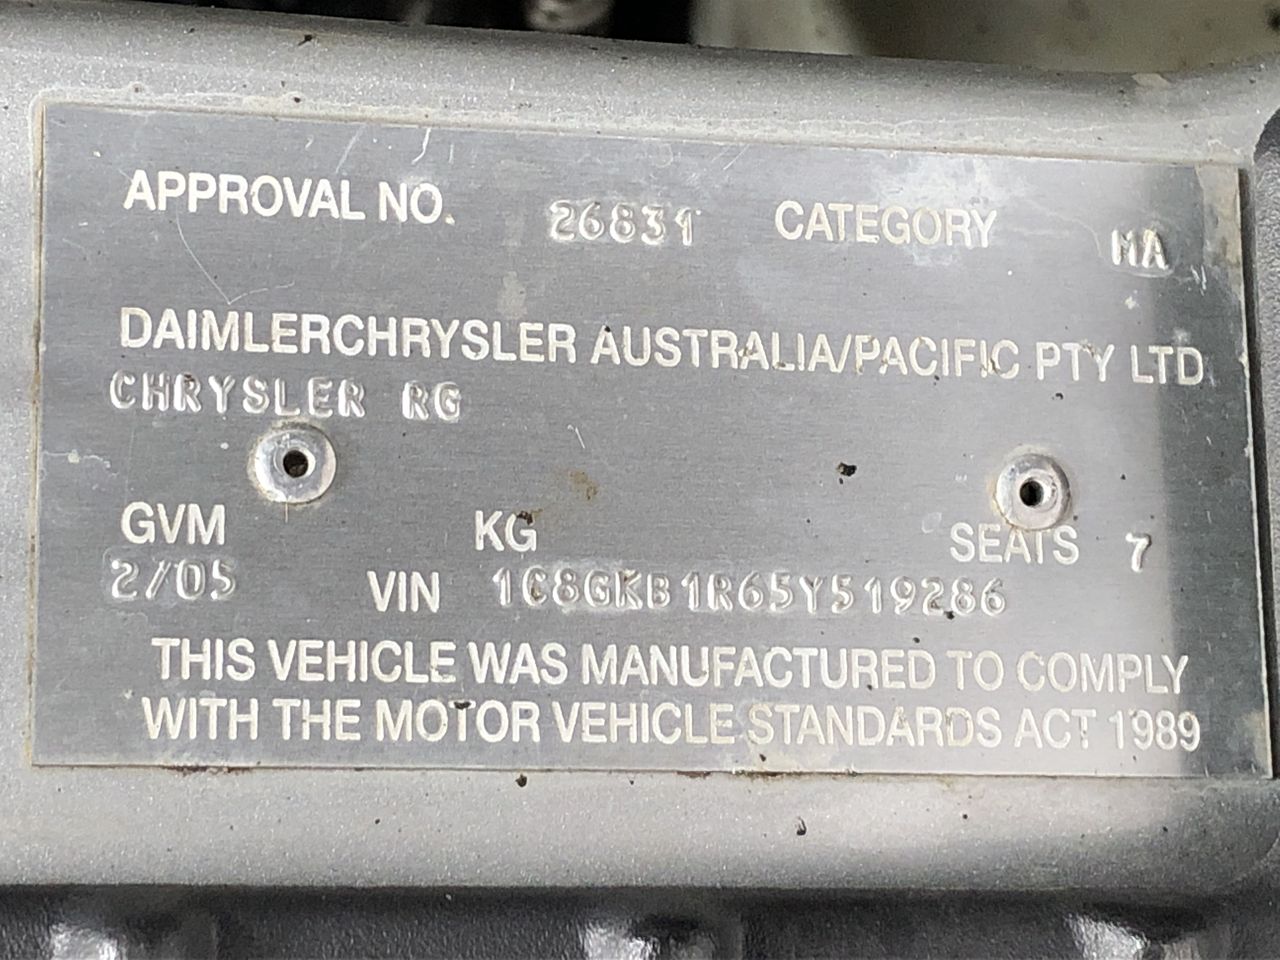 APPROVAL NO. 26831 CATEGORY MA
DAIMLERCHRYSLER AUSTRALIA/PACIFIC PTY LTD
CHRYSLER RG
GVM KG SEATS 7
2/05 VIN 1C8GKB1R65Y519286
THIS VEHICLE WAS MANUFACTURED TO COMPLY
WITH THE MOTOR VEHICLE STANDARDS ACT 1989